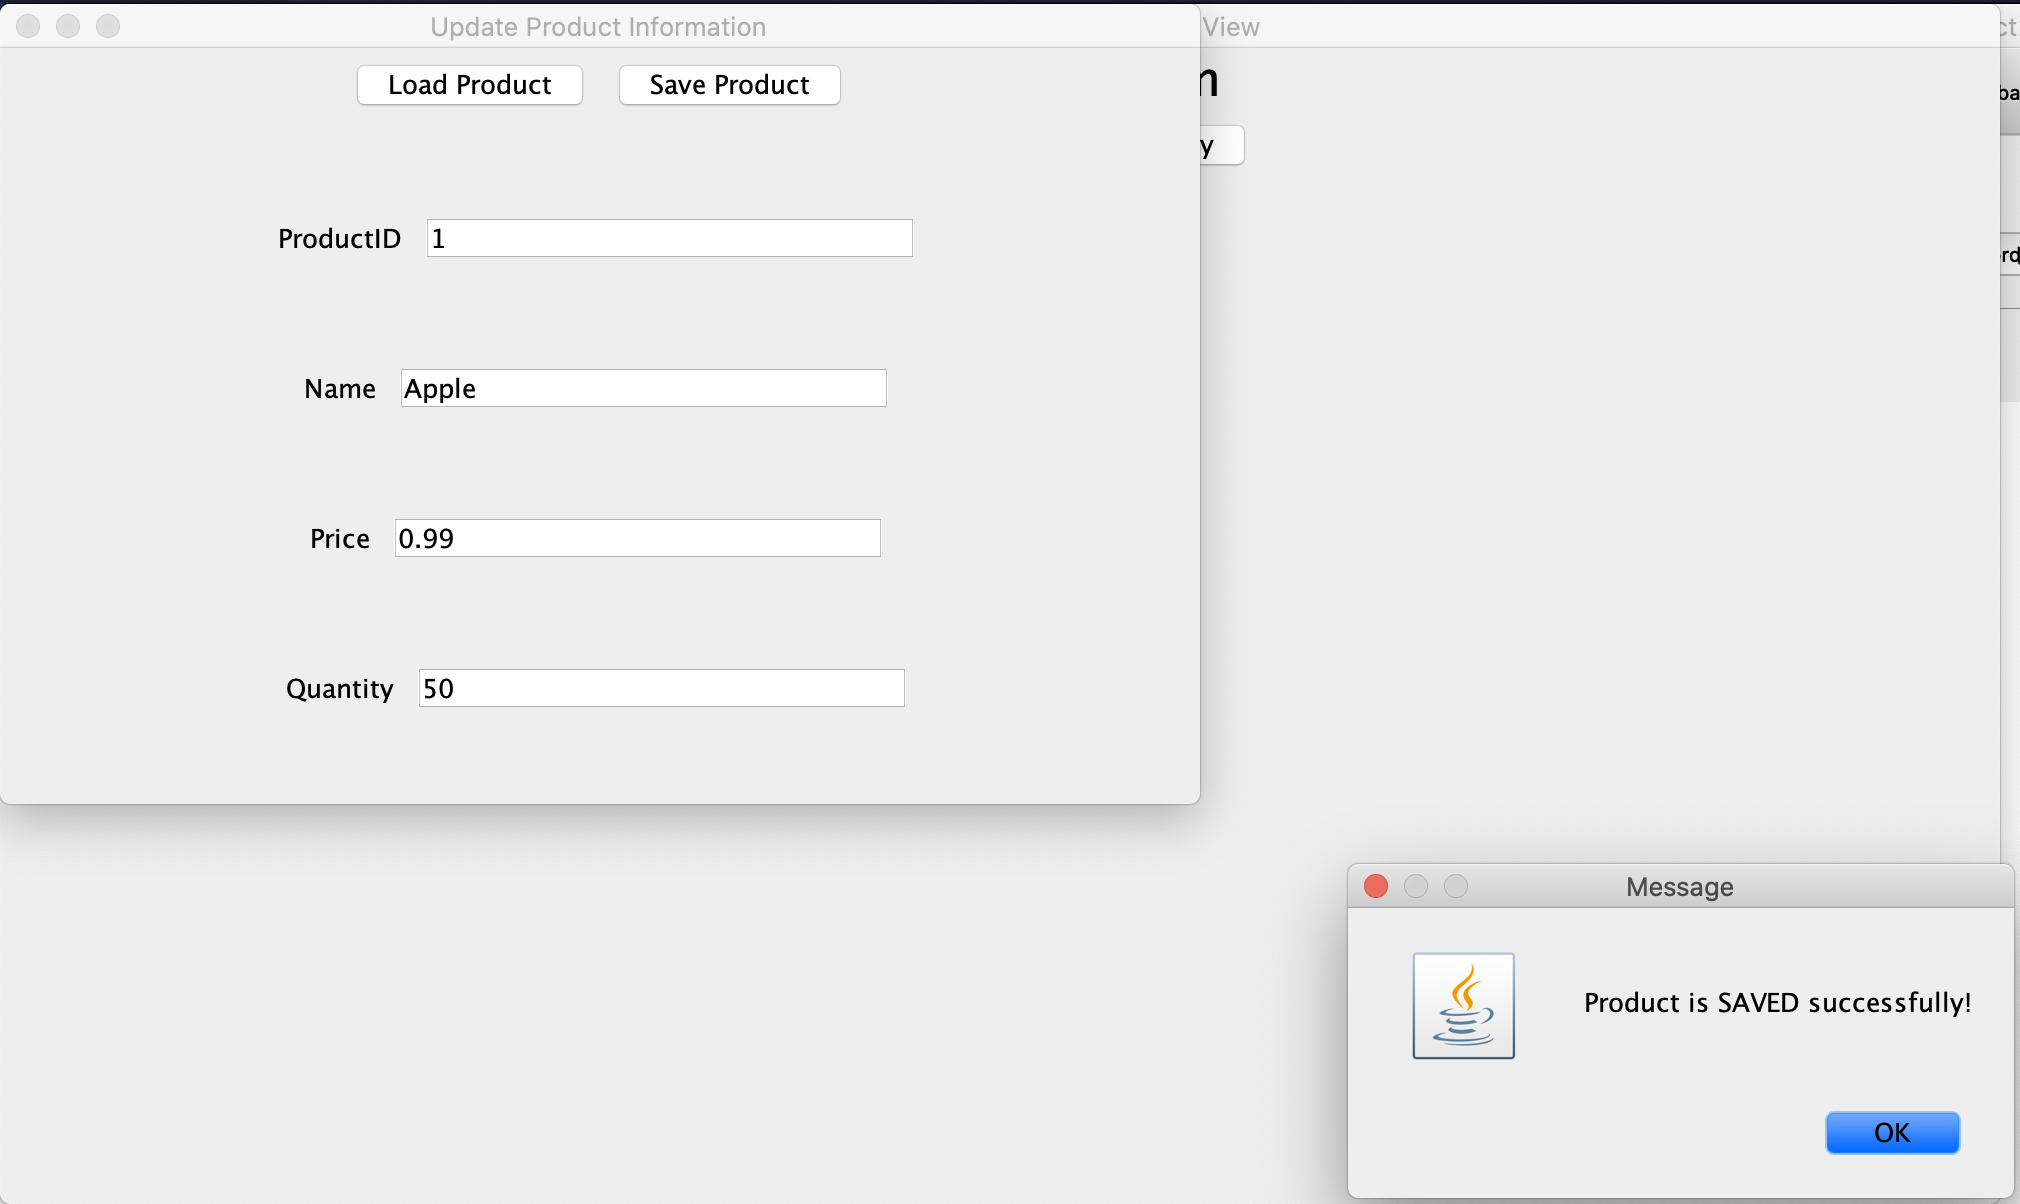 Update Product Information
View
Load Product Save Product
ProductID 1
Name Apple
Price 0.99
Quantity 50
Message
Product is SAVED successfully!
OK